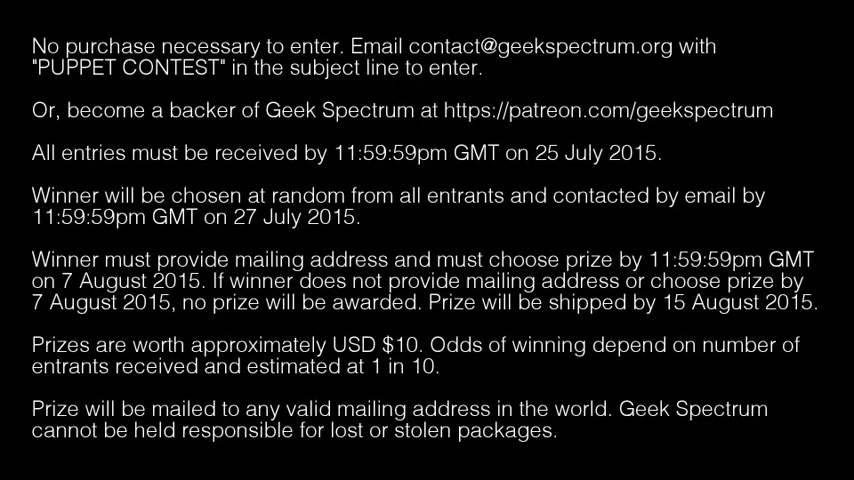 No purchase necessary to enter. Email contact@geekspectrum.org with
"PUPPET CONTEST" in the subject line to enter.
Or, become a backer of Geek Spectrum at https://patreon.com/geekspectrum
All entries must be received by 11:59:59pm GMT on 25 July 2015.
Winner will be chosen at random from all entrants and contacted by email by
11:59:59pm GMT on 27 July 2015.
Winner must provide mailing address and must choose prize by 11:59:59pm GMT
on 7 August 2015. If winner does not provide mailing address or choose prize by
7 August 2015, no prize will be awarded. Prize will be shipped by 15 August 2015.
Prizes are worth approximately USD $10. Odds of winning depend on number of
entrants received and estimated at 1 in 10.
Prize will be mailed to any valid mailing address in the world. Geek Spectrum
cannot be held responsible for lost or stolen packages.